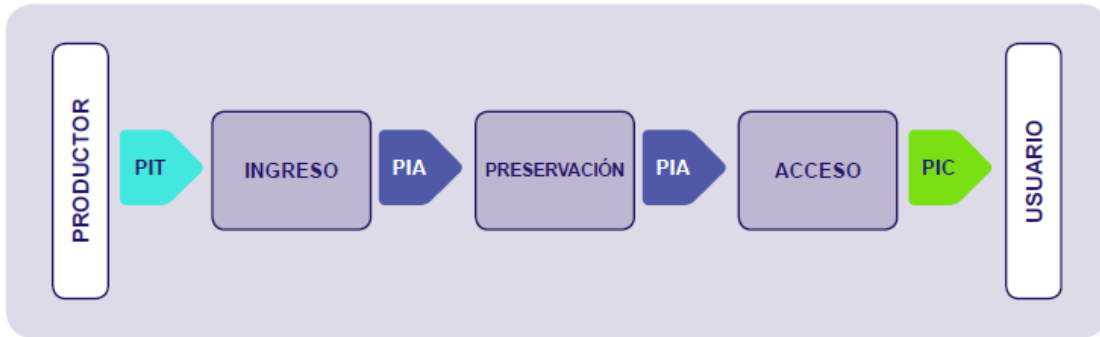 PRODUCTOR
PIT
INGRESO
PIA
PRESERVACIÓN
PIA
ACCESO
PIC
USUARIO